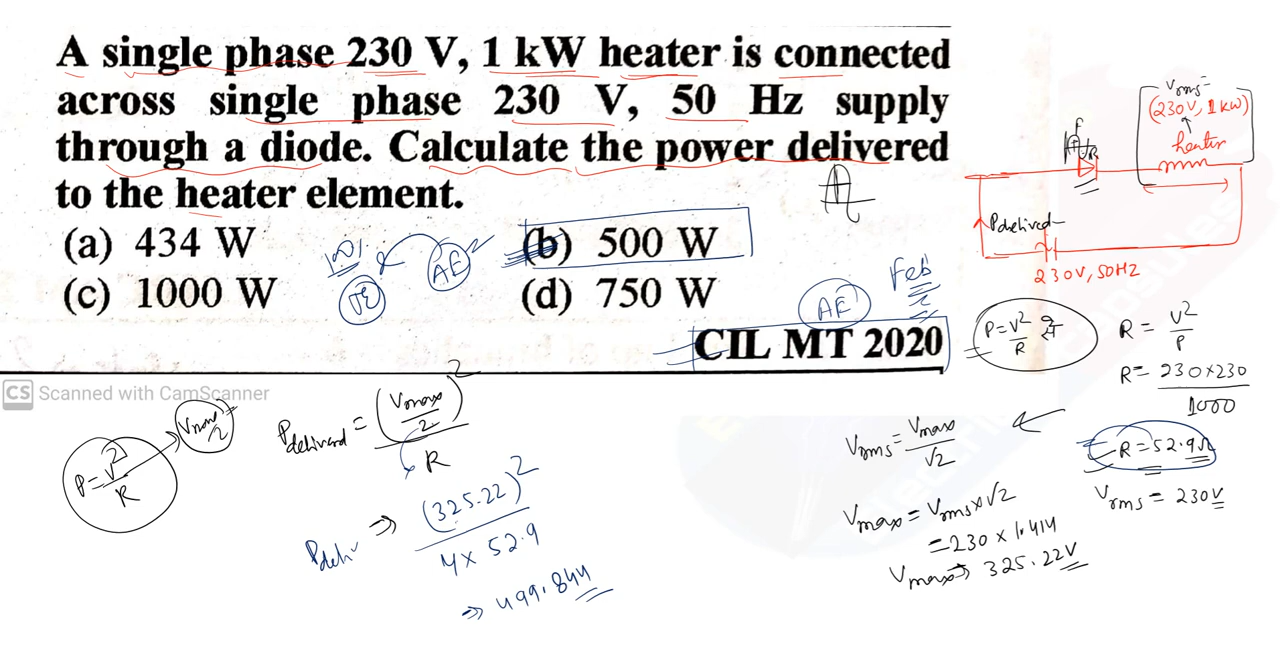 A single phase 230 V, 1 kW heater is connected
across single phase 230 V, 50 Hz supply
through a diode. Calculate the power delivered
to the heater element.
(a) 434 W
(b) 500 W
(c) 1000 W
(d) 750 W
CIL MT 2020
AE
AE
Feb
CS Scanned with CamScanner
Vrms=
(230V, 1kW)
heater
Pdelivered
230V, 50Hz
P=V²/R
R = V²/P
R = 230×230/1000
R = 52.9Ω
Vrms = 230V
Vrms = Vmax/√2
Vmax = Vrms×√2
= 230 × 1.414
Vmax → 325.22V
P = V²/R
Vmax/2
Pdelivered = (Vmax/2)²/R
Pdeliv ⇒ (325.22)²/4× 52.9
⇒ 499.844